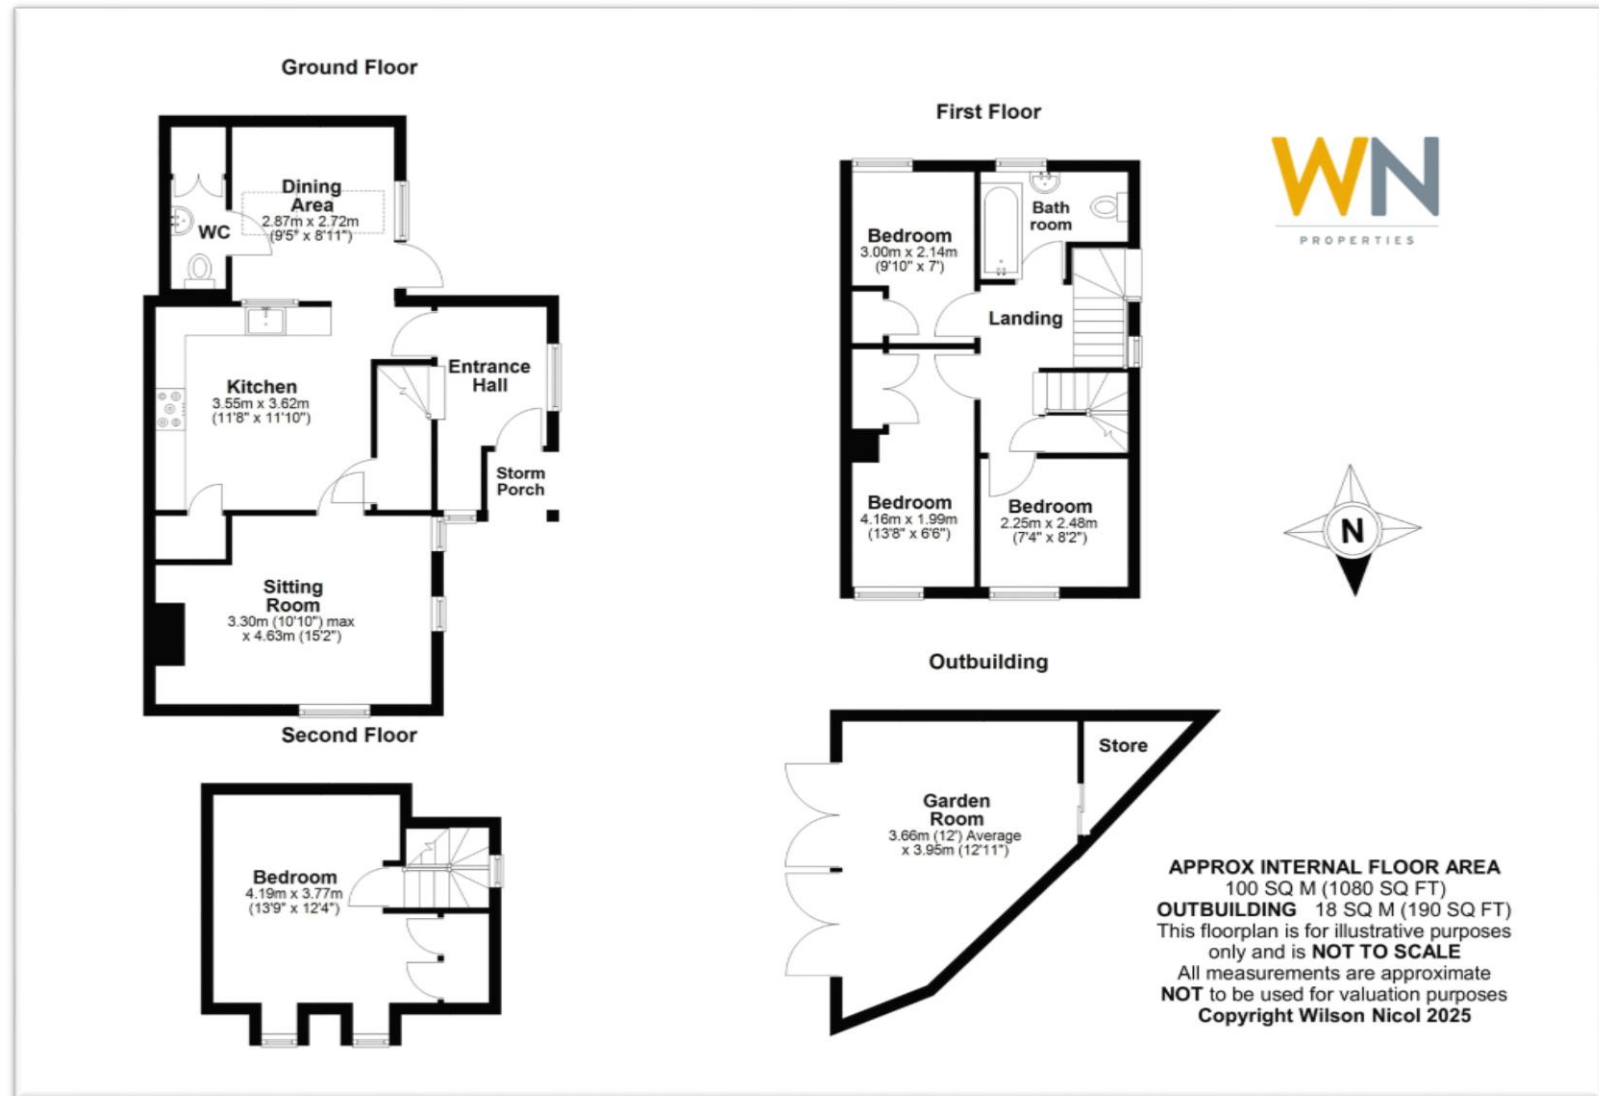 Ground Floor
Dining
Area
2.87m x 2.72m
(9'5" x 8'11")
WC
Kitchen
3.55m x 3.62m
(11'8" x 11'10")
Entrance
Hall
Storm
Porch
Sitting
Room
3.30m (10'10") max
x 4.63m (15'2")
Second Floor
Bedroom
4.19m x 3.77m
(13'9" x 12'4")
First Floor
Bedroom
3.00m x 2.14m
(9'10" x 7')
Bath
room
Landing
Bedroom
4.16m x 1.99m
(13'8" x 6'6")
Bedroom
2.25m x 2.48m
(7'4" x 8'2")
Outbuilding
Garden
Room
3.66m (12') Average
x 3.95m (12'11")
Store
WN
PROPERTIES
N
APPROX INTERNAL FLOOR AREA
100 SQ M (1080 SQ FT)
OUTBUILDING 18 SQ M (190 SQ FT)
This floorplan is for illustrative purposes
only and is NOT TO SCALE
All measurements are approximate
NOT to be used for valuation purposes
Copyright Wilson Nicol 2025